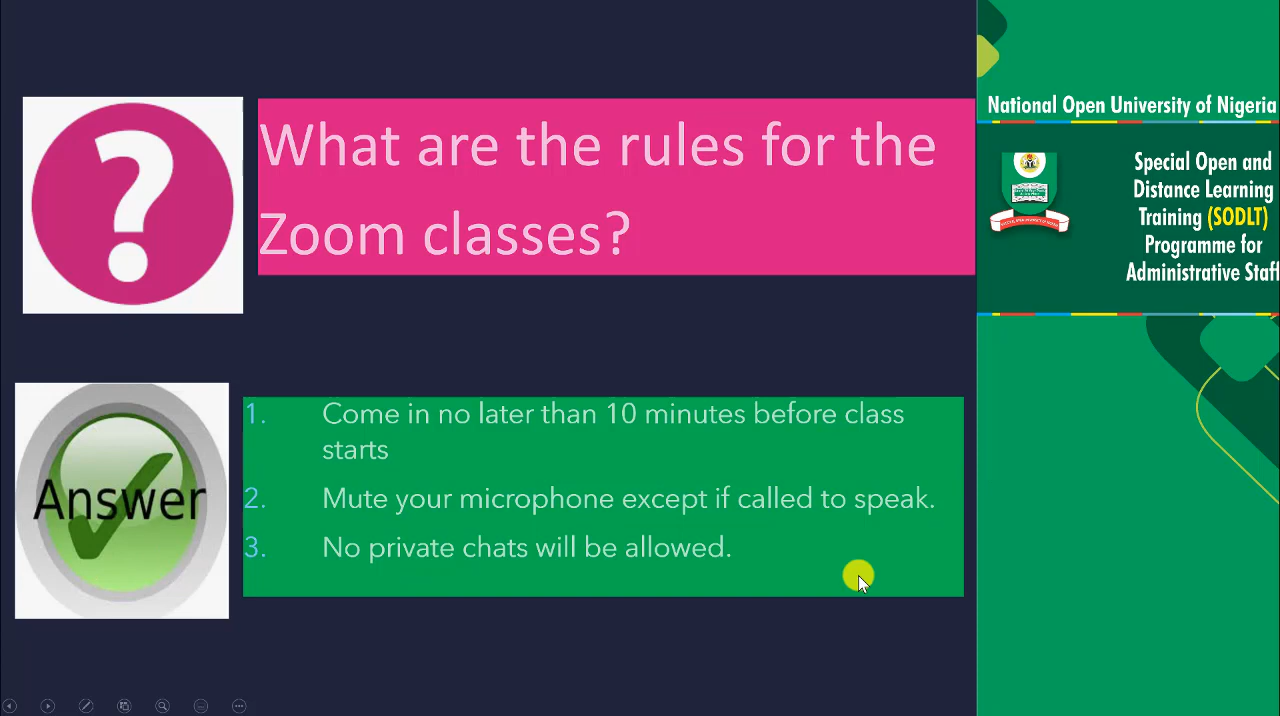 What are the rules for the
Zoom classes?
Answer
1. Come in no later than 10 minutes before class
starts
2. Mute your microphone except if called to speak.
3. No private chats will be allowed.
National Open University of Nigeria
Special Open and
Distance Learning
Training (SODLT)
Programme for
Administrative Staff